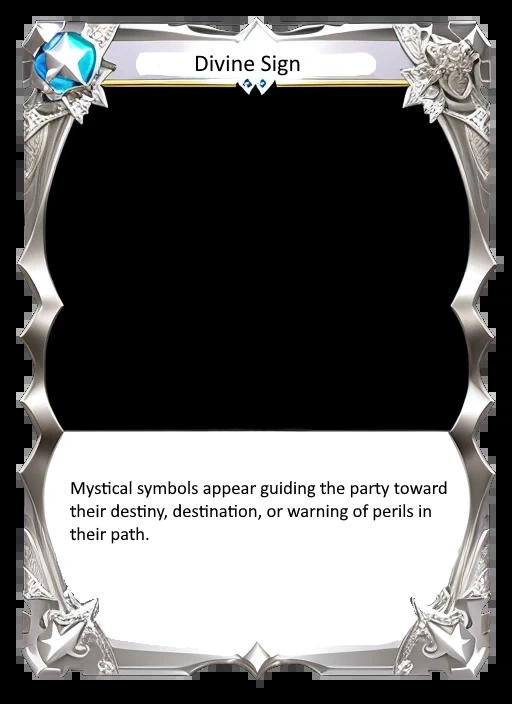 Divine Sign
Mystical symbols appear guiding the party toward
their destiny, destination, or warning of perils in
their path.